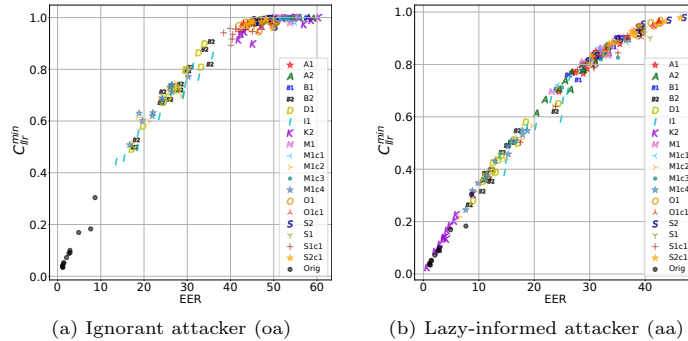 1.0
0.8
0.6
0.4
0.2
0.0
C_llr^min
0 10 20 30 40 50 60
EER
A1
A2
B1
B2
D1
I1
K2
M1
M1c1
M1c2
M1c3
M1c4
O1
O1c1
S2
S1
S1c1
S2c1
Orig
(a) Ignorant attacker (oa)
1.0
0.8
0.6
0.4
0.2
0.0
C_llr^min
0 10 20 30 40
EER
A1
A2
B1
B2
D1
I1
K2
M1
M1c1
M1c2
M1c3
M1c4
O1
O1c1
S2
S1
S1c1
S2c1
Orig
(b) Lazy-informed attacker (aa)